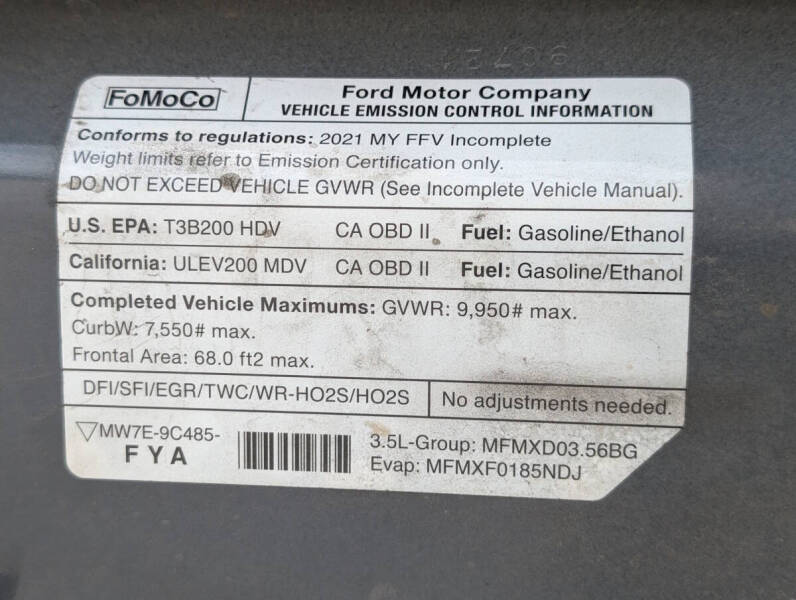 FoMoCo
Ford Motor Company
VEHICLE EMISSION CONTROL INFORMATION
Conforms to regulations: 2021 MY FFV Incomplete
Weight limits refer to Emission Certification only.
DO NOT EXCEED VEHICLE GVWR (See Incomplete Vehicle Manual).
U.S. EPA: T3B200 HDV CA OBD II Fuel: Gasoline/Ethanol
California: ULEV200 MDV CA OBD II Fuel: Gasoline/Ethanol
Completed Vehicle Maximums: GVWR: 9,950# max.
CurbW: 7,550# max.
Frontal Area: 68.0 ft2 max.
DFI/SFI/EGR/TWC/WR-HO2S/HO2S No adjustments needed.
MW7E-9C485-
FYA
3.5L-Group: MFMXD03.56BG
Evap: MFMXF0185NDJ